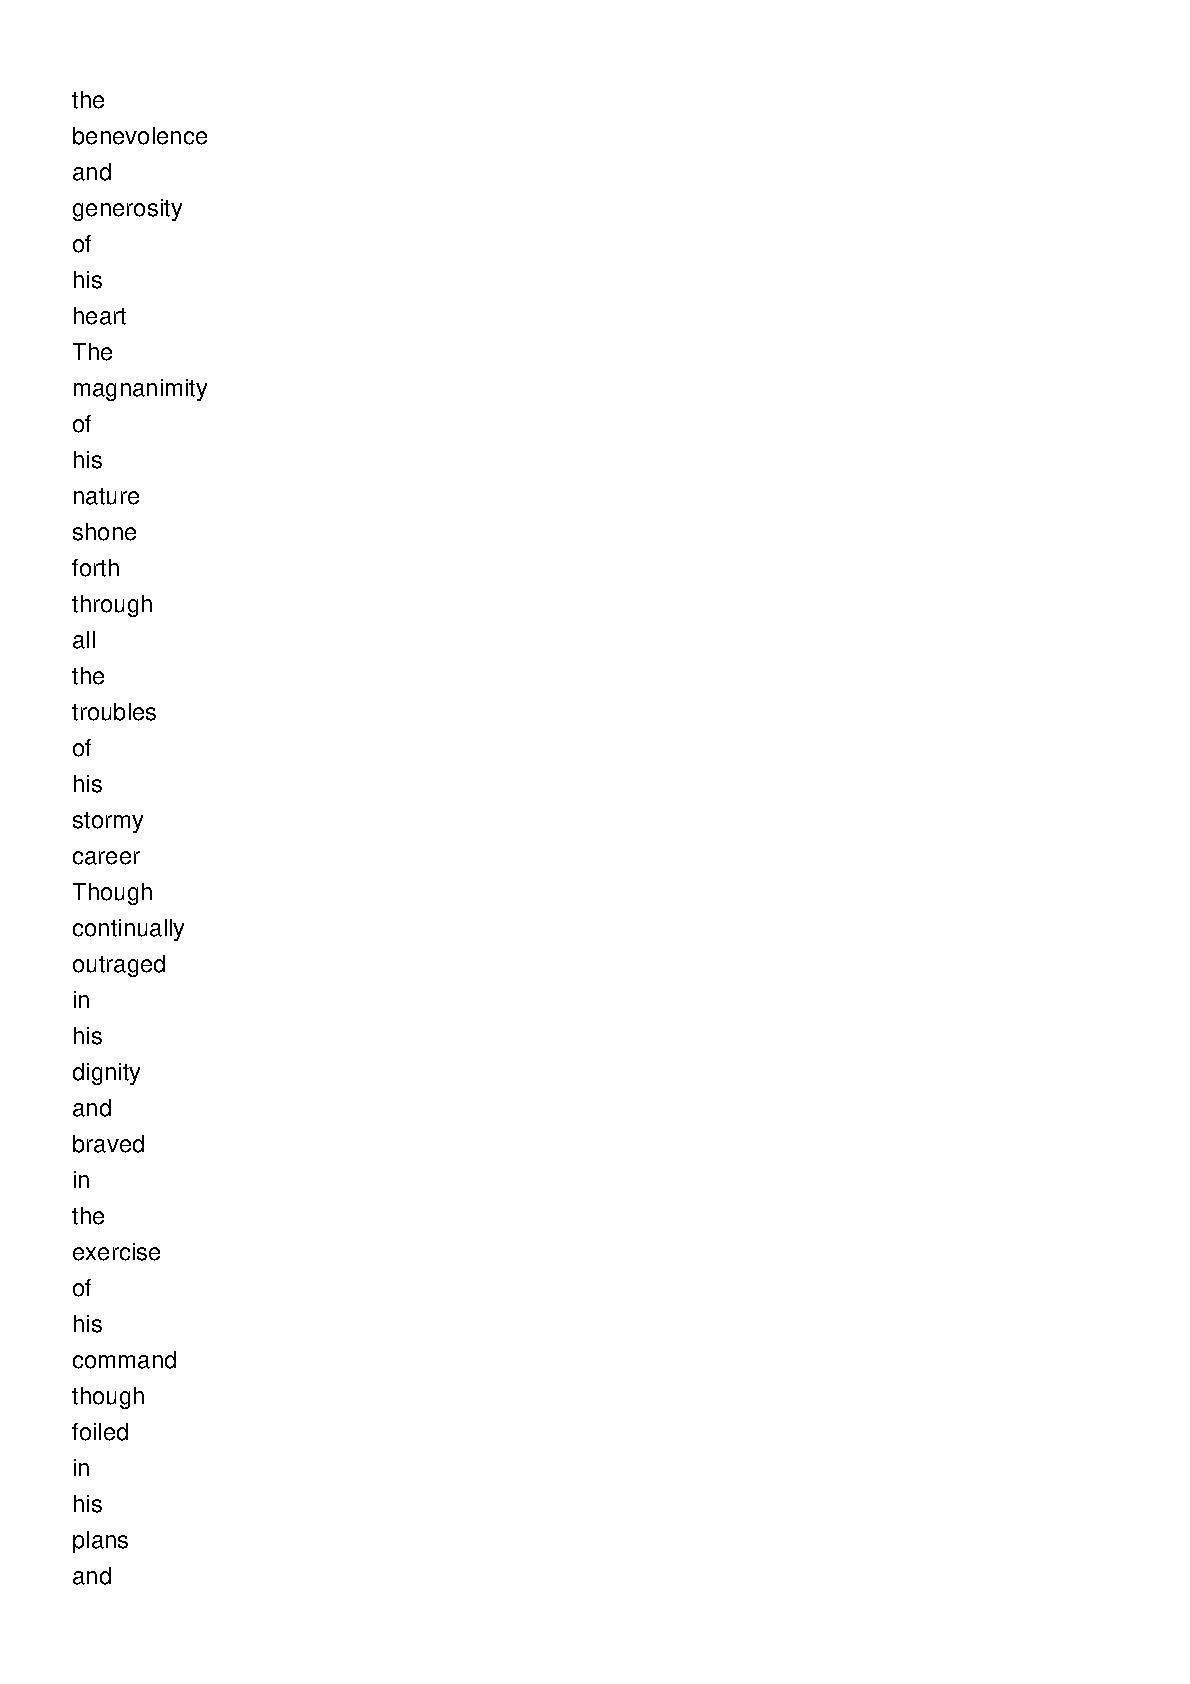 the
benevolence
and
generosity
of
his
heart
The
magnanimity
of
his
nature
shone
forth
through
all
the
troubles
of
his
stormy
career
Though
continually
outraged
in
his
dignity
and
braved
in
the
exercise
of
his
command
though
foiled
in
his
plans
and